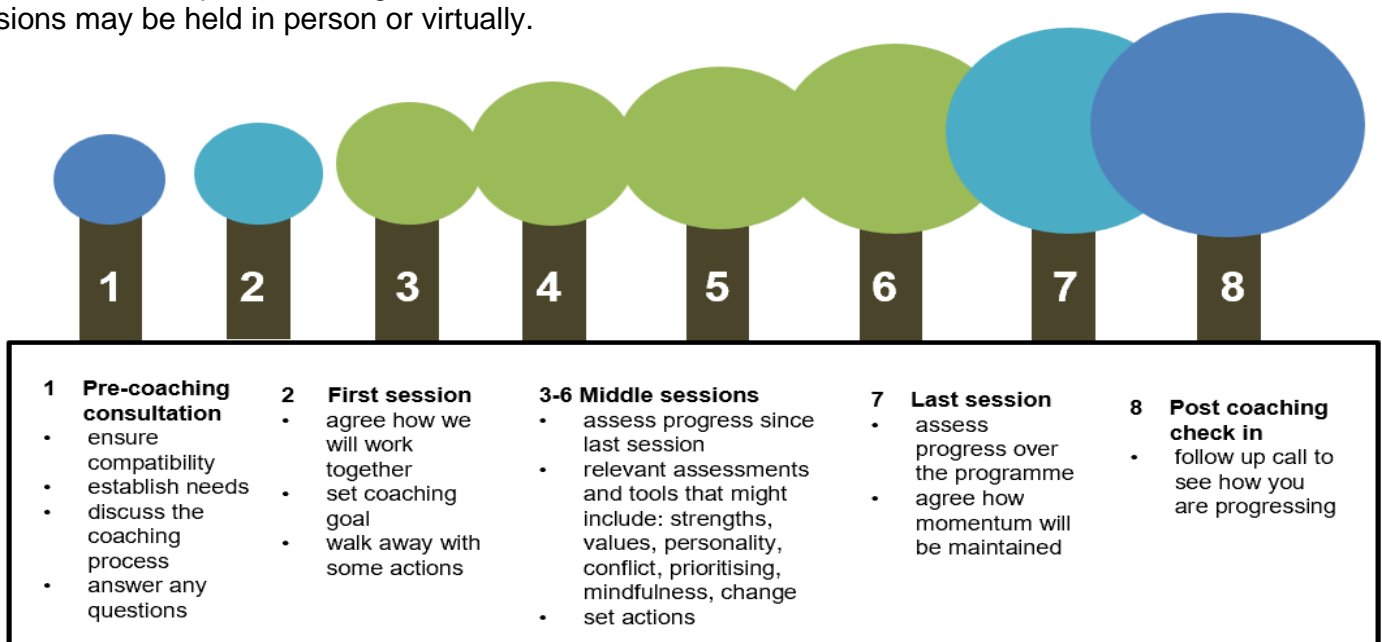 sions may be held in person or virtually.
1 2 3 4 5 6 7 8
1 Pre-coaching
consultation
• ensure
compatibility
• establish needs
• discuss the
coaching
process
• answer any
questions
2 First session
• agree how we
will work
together
• set coaching
goal
• walk away with
some actions
3-6 Middle sessions
• assess progress since
last session
• relevant assessments
and tools that might
include: strengths,
values, personality,
conflict, prioritising,
mindfulness, change
• set actions
7 Last session
• assess
progress over
the programme
• agree how
momentum will
be maintained
8 Post coaching
check in
• follow up call to
see how you
are progressing